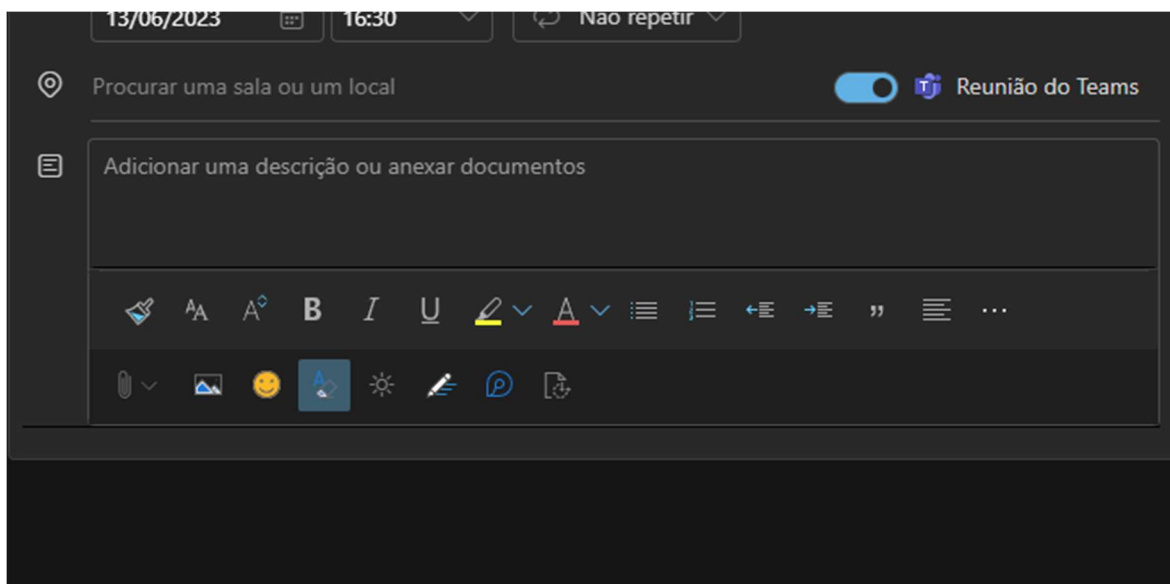 13/06/2023 16:30 Não repetir
Procurar uma sala ou um local Reunião do Teams
Adicionar uma descrição ou anexar documentos